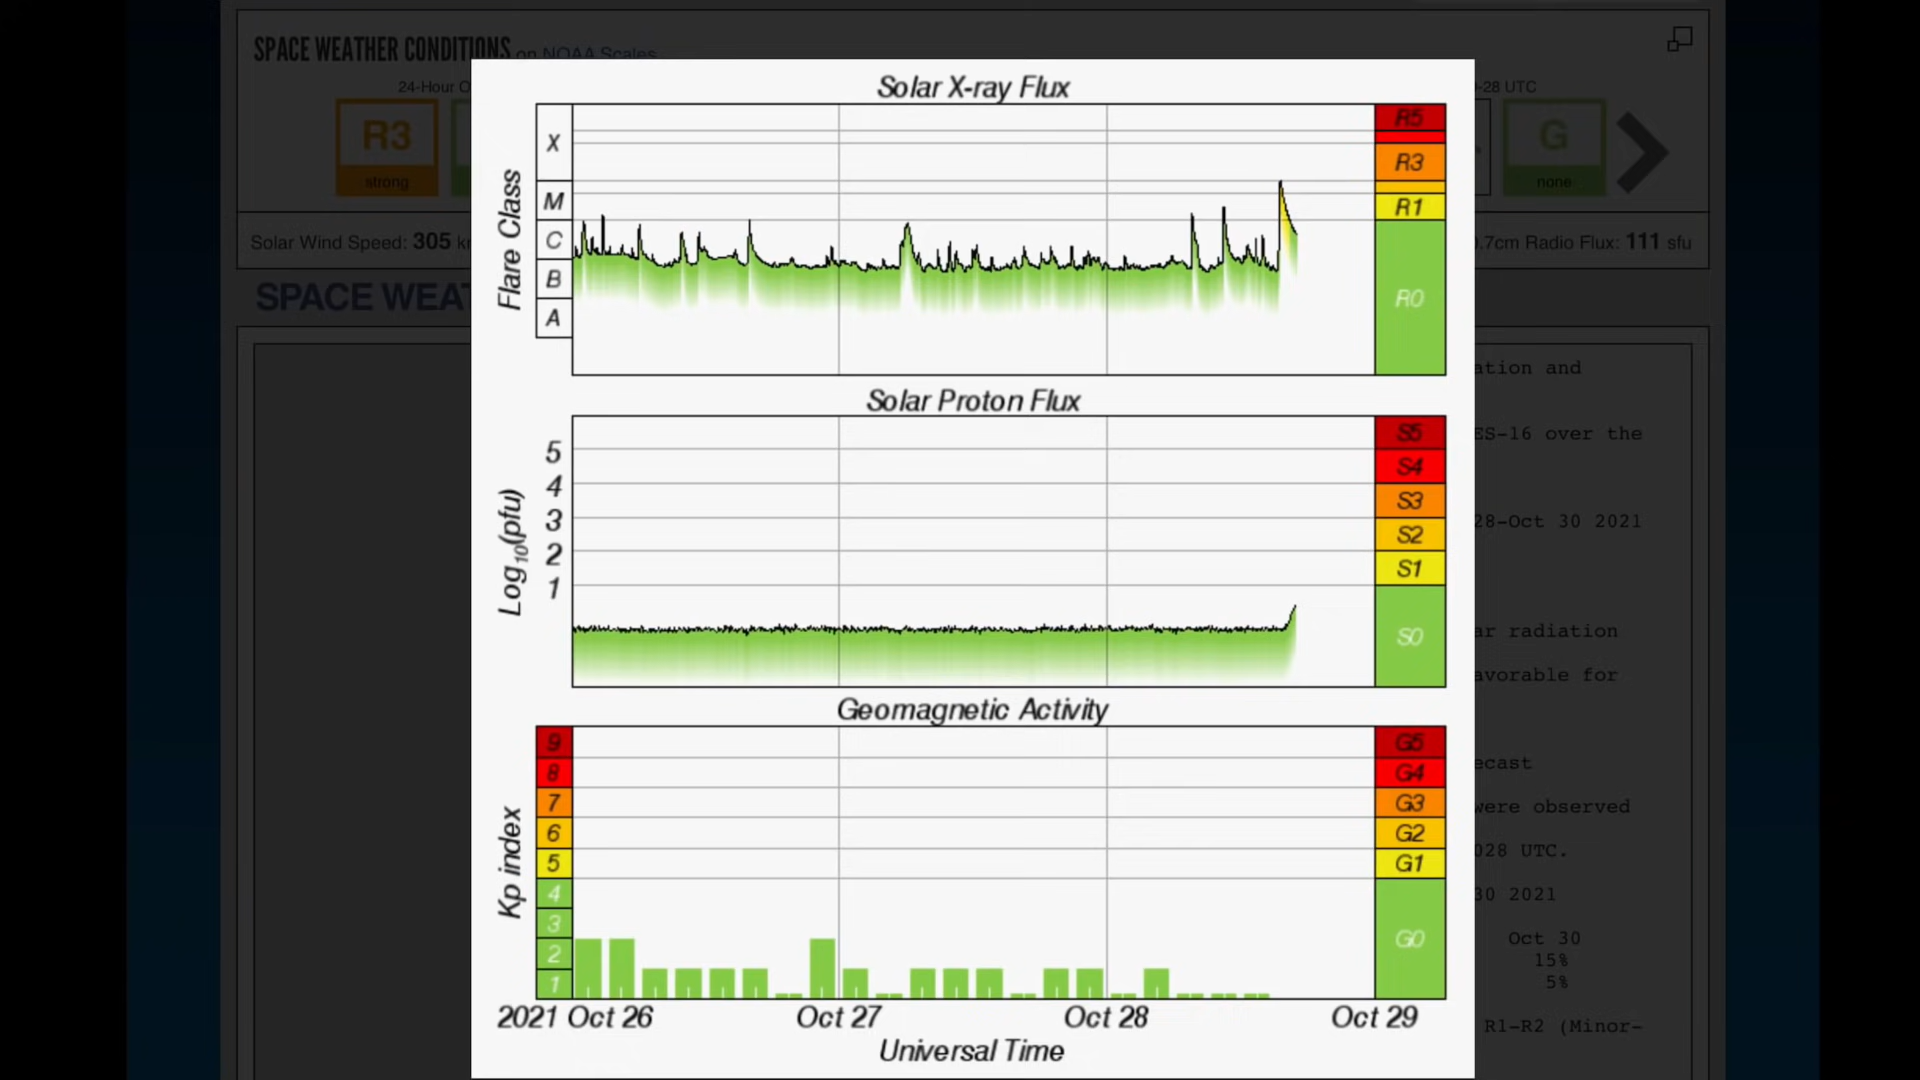 SPACE WEATHER CONDITIONS on NOAA Scales
24-Hour O
-28 UTC
R3
strong
G
none
Solar Wind Speed: 305 k
0.7cm Radio Flux: 111 sfu
SPACE WEAT
Solar X-ray Flux
Flare Class
X
M
C
B
A
R5
R3
R1
R0
Solar Proton Flux
Log10(pfu)
5
4
3
2
1
S5
S4
S3
S2
S1
S0
Geomagnetic Activity
Kp index
9
8
7
6
5
4
3
2
1
G5
G4
G3
G2
G1
G0
2021 Oct 26 Oct 27 Oct 28 Oct 29
Universal Time
ation and
ES-16 over the
28-Oct 30 2021
ar radiation
avorable for
ecast
were observed
028 UTC.
30 2021
Oct 30
15%
5%
R1-R2 (Minor-